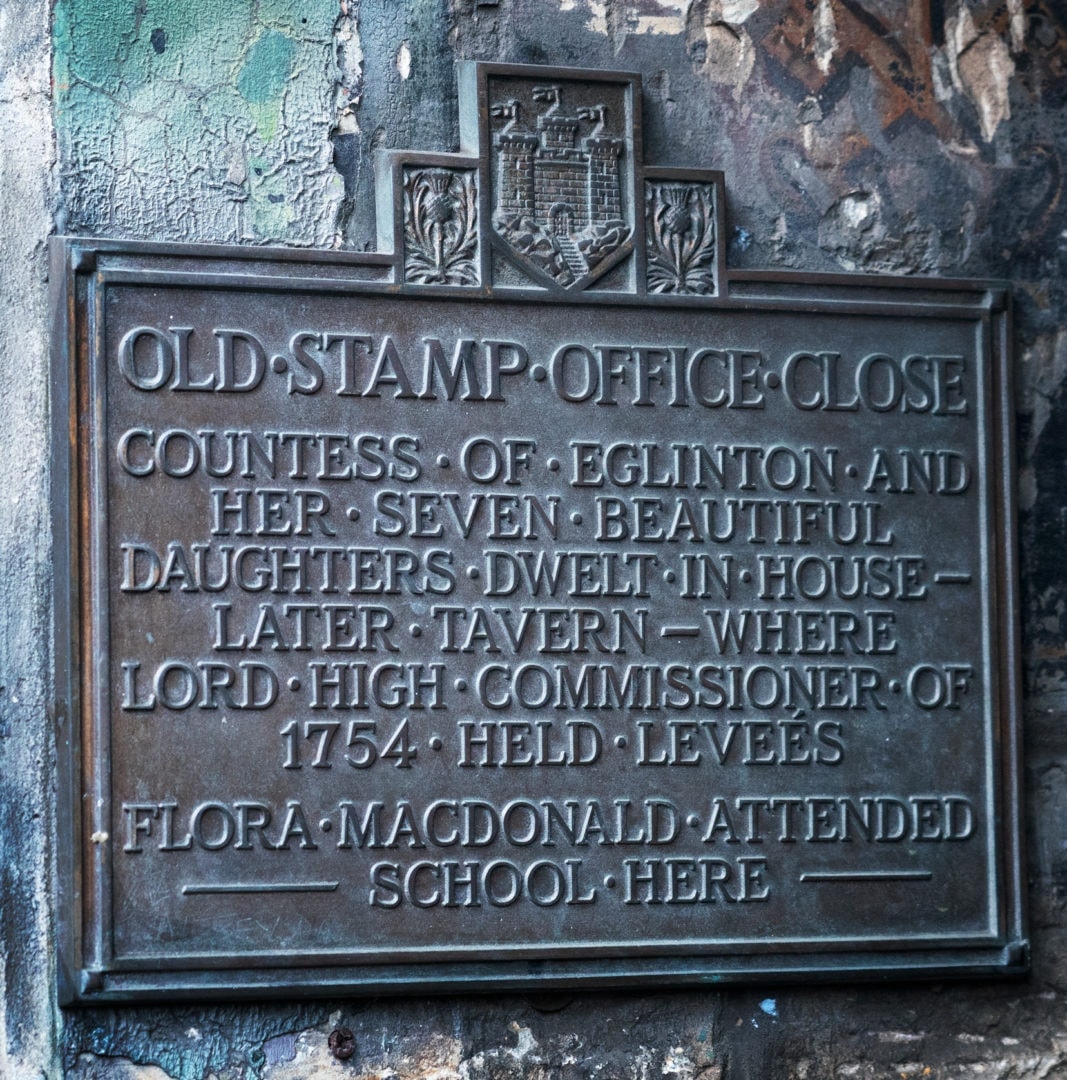 OLD·STAMP·OFFICE·CLOSE
COUNTESS·OF·EGLINTON·AND
HER·SEVEN·BEAUTIFUL
DAUGHTERS·DWELT·IN·HOUSE—
LATER·TAVERN—WHERE
LORD·HIGH·COMMISSIONER·OF
1754·HELD·LEVEÉS
FLORA·MACDONALD·ATTENDED
SCHOOL·HERE